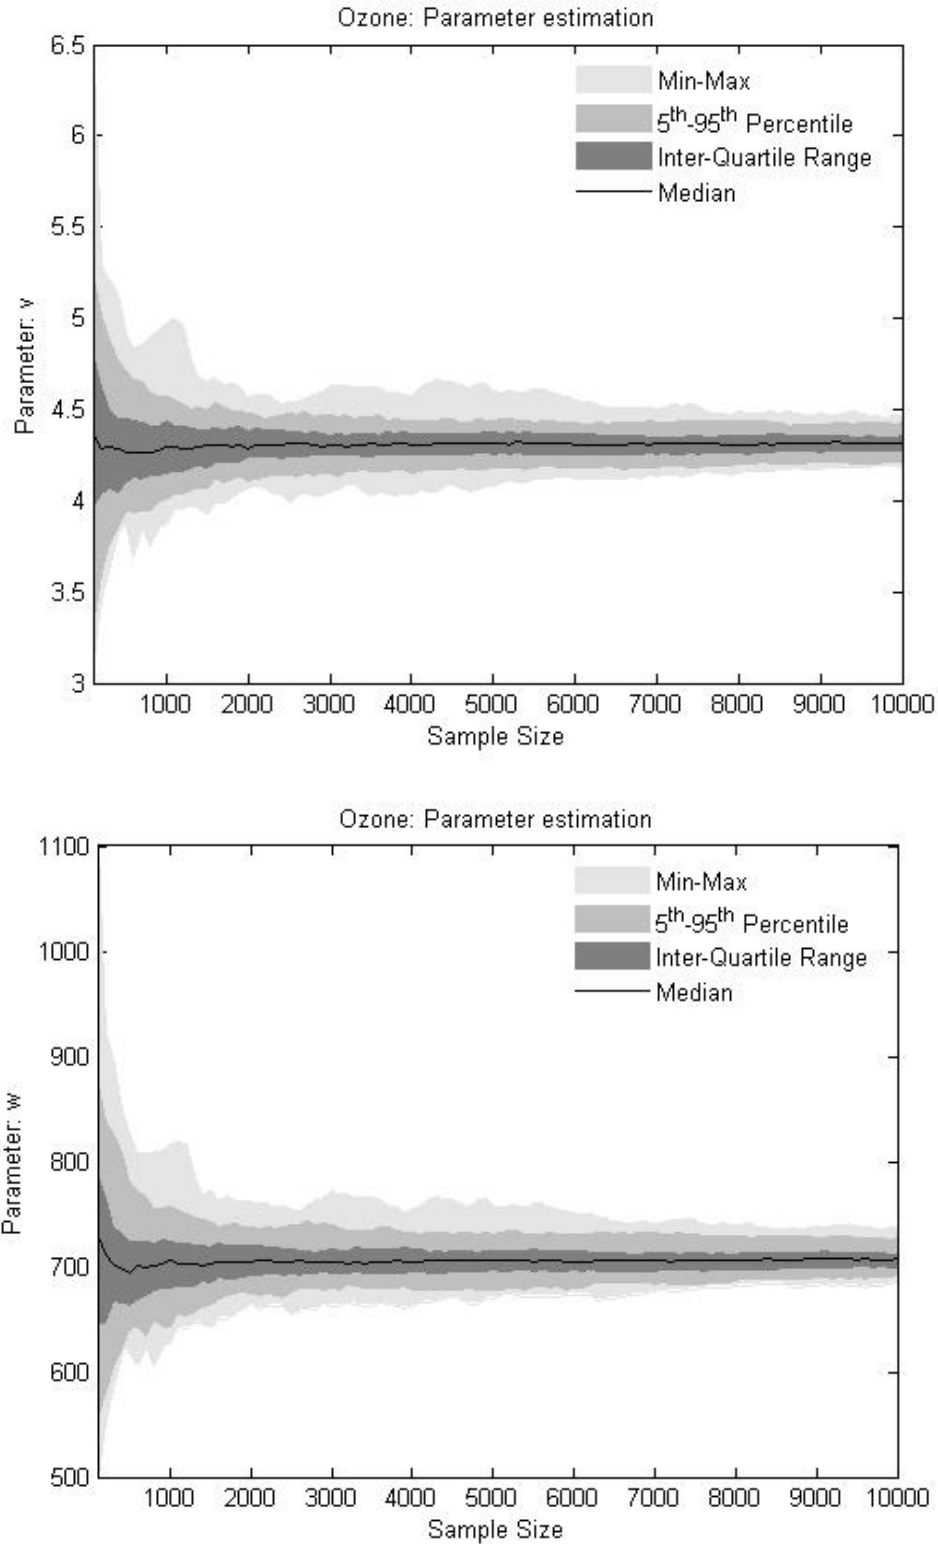 Ozone: Parameter estimation
6.5
6
5.5
5
4.5
4
3.5
3
Parameter: v
Min-Max
5th-95th Percentile
Inter-Quartile Range
Median
1000 2000 3000 4000 5000 6000 7000 8000 9000 10000
Sample Size
Ozone: Parameter estimation
1100
1000
900
800
700
600
500
Parameter: w
Min-Max
5th-95th Percentile
Inter-Quartile Range
Median
1000 2000 3000 4000 5000 6000 7000 8000 9000 10000
Sample Size